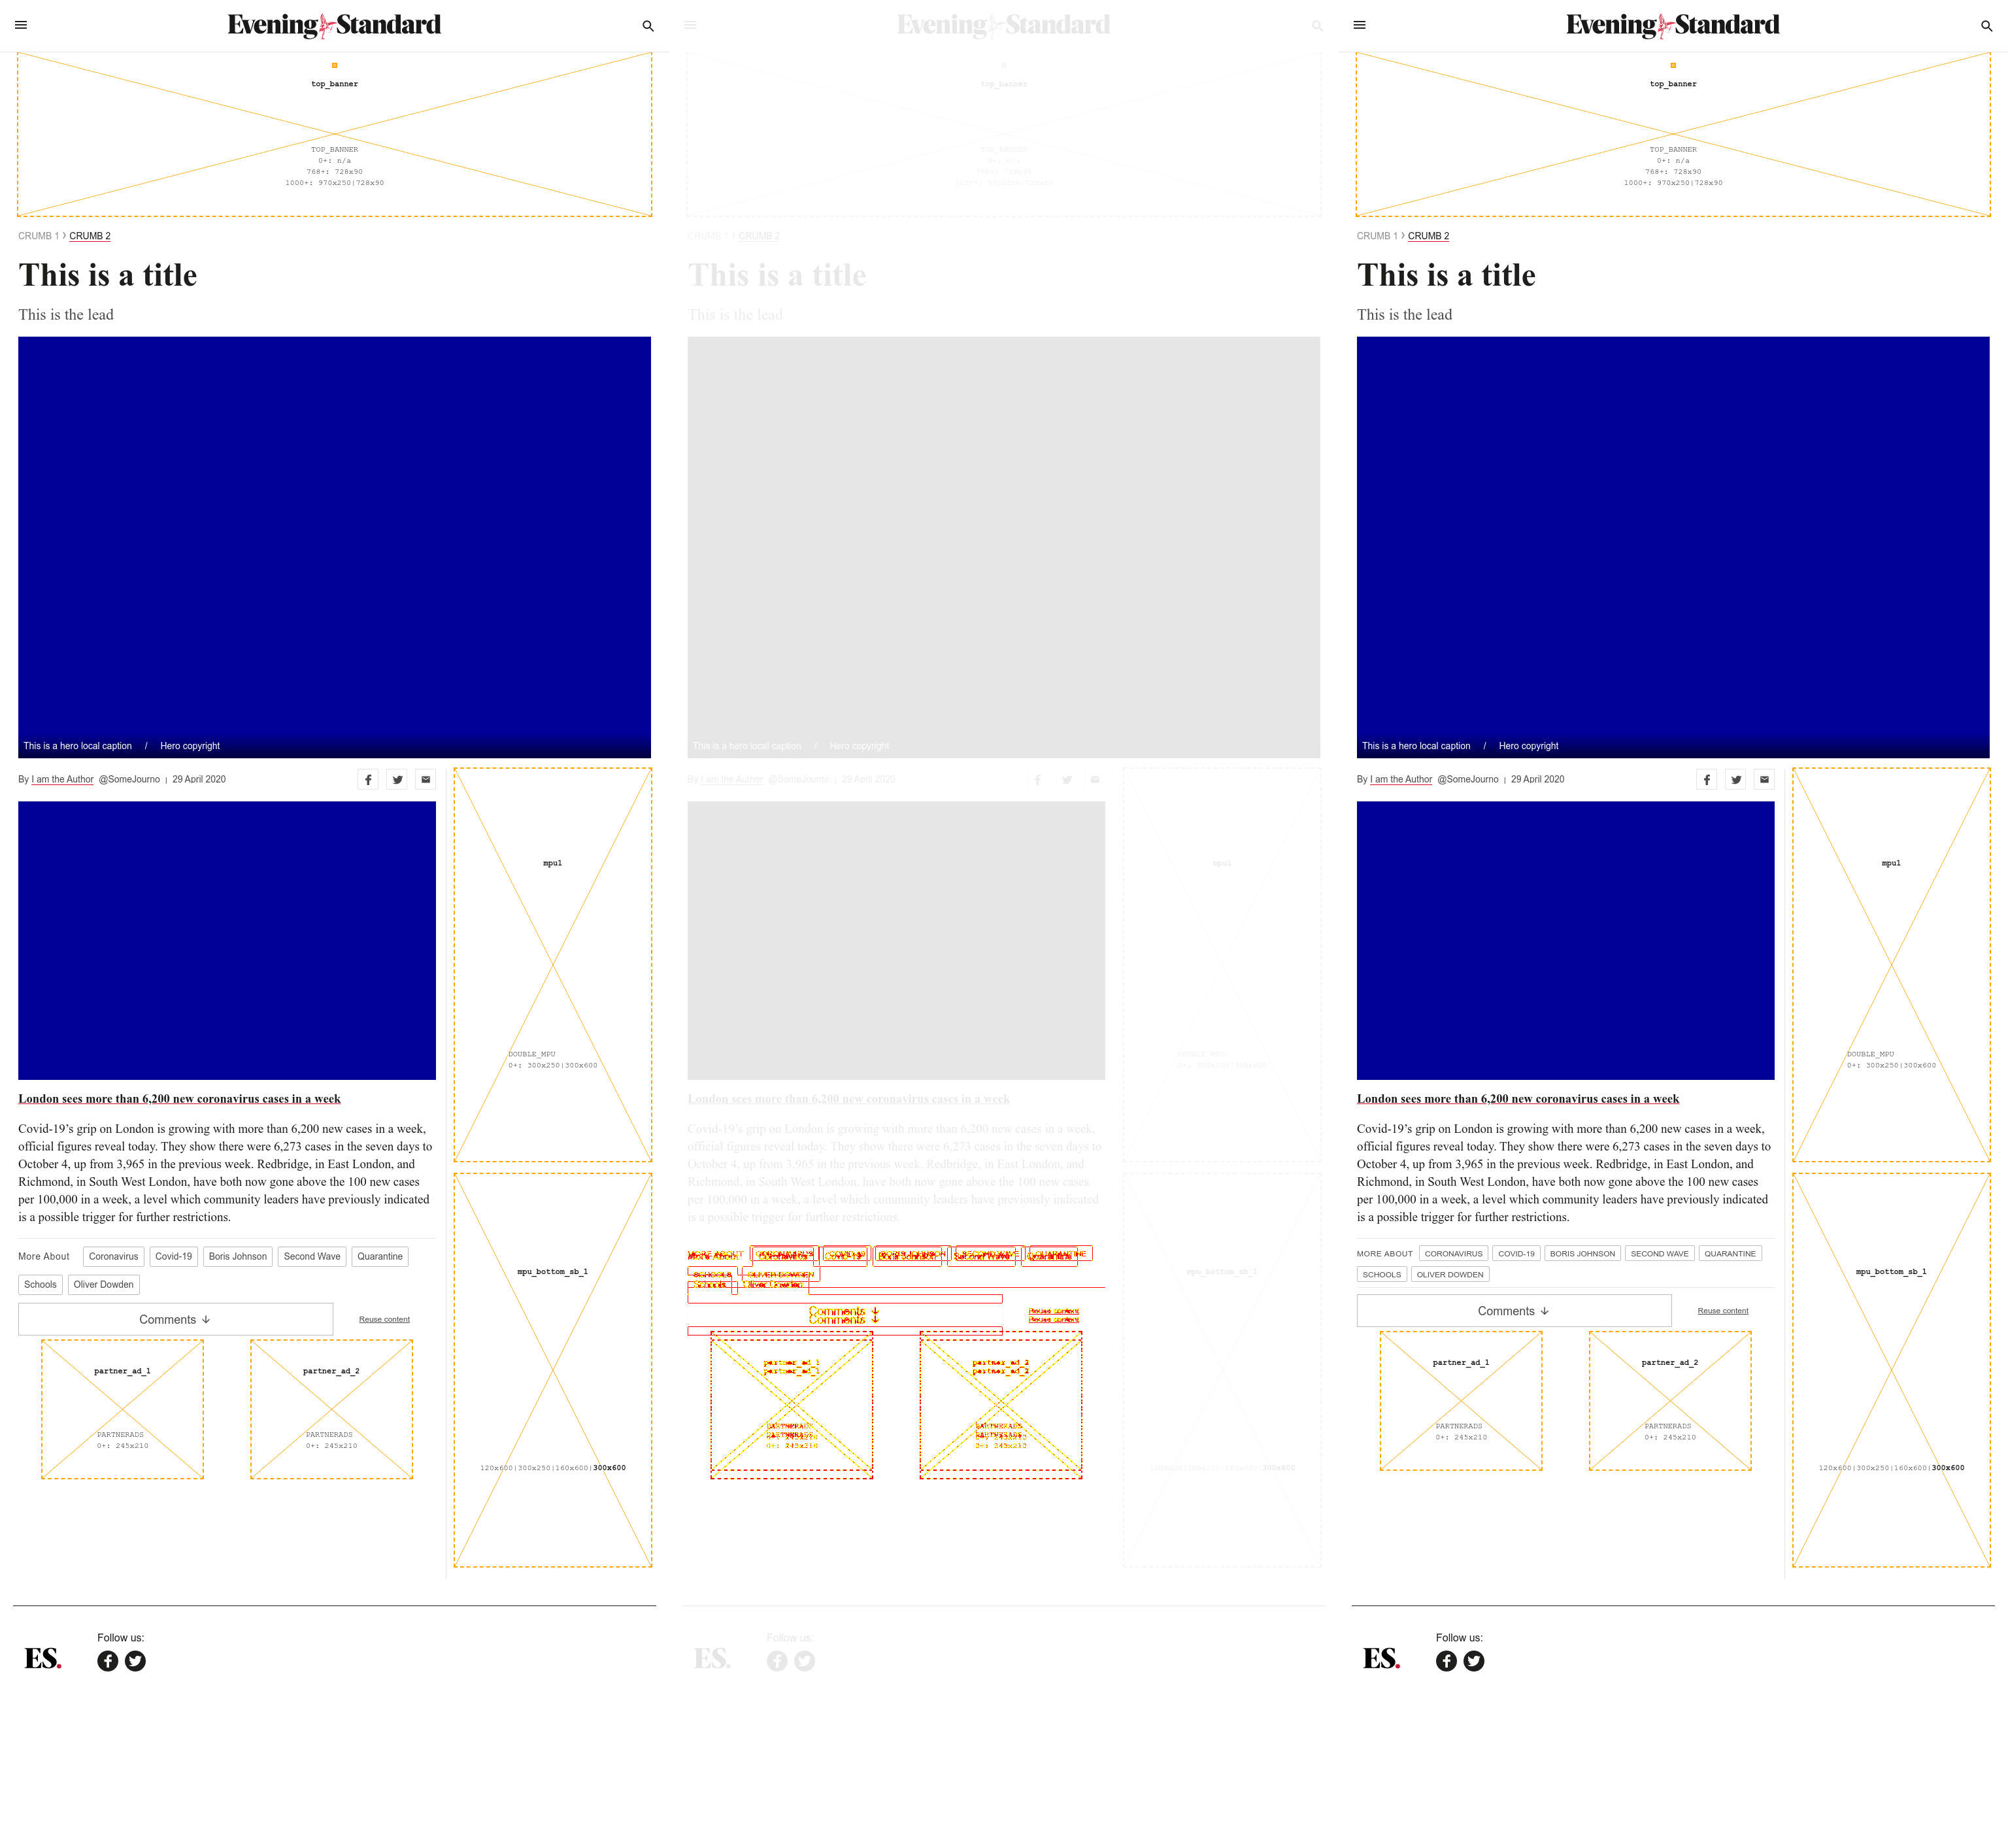 Evening Standard
top_banner
TOP_BANNER
0+: n/a
768+: 728x90
1000+: 970x250|728x90
CRUMB 1 › CRUMB 2
This is a title
This is the lead
This is a hero local caption / Hero copyright
By I am the Author @SomeJourno | 29 April 2020
London sees more than 6,200 new coronavirus cases in a week
Covid-19’s grip on London is growing with more than 6,200 new cases in a week,
official figures reveal today. They show there were 6,273 cases in the seven days to
October 4, up from 3,965 in the previous week. Redbridge, in East London, and
Richmond, in South West London, have both now gone above the 100 new cases
per 100,000 in a week, a level which community leaders have previously indicated
is a possible trigger for further restrictions.
More About Coronavirus Covid-19 Boris Johnson Second Wave Quarantine
Schools Oliver Dowden
Comments ↓ Reuse content
partner_ad_1 partner_ad_2
PARTNERADS PARTNERADS
0+: 245x210 0+: 245x210
mpu1
DOUBLE_MPU
0+: 300x250|300x600
mpu_bottom_sb_1
120x600|300x250|160x600|300x600
ES.
Follow us:
Evening Standard
top_banner
TOP_BANNER
0+: n/a
768+: 728x90
1000+: 970x250|728x90
CRUMB 1 › CRUMB 2
This is a title
This is the lead
This is a hero local caption / Hero copyright
By I am the Author @SomeJourno | 29 April 2020
London sees more than 6,200 new coronavirus cases in a week
Covid-19’s grip on London is growing with more than 6,200 new cases in a week,
official figures reveal today. They show there were 6,273 cases in the seven days to
October 4, up from 3,965 in the previous week. Redbridge, in East London, and
Richmond, in South West London, have both now gone above the 100 new cases
per 100,000 in a week, a level which community leaders have previously indicated
is a possible trigger for further restrictions.
Comments ↓
Comments ↓
partner_ad_1 partner_ad_2
partner_ad_1 partner_ad_2
mpu1
DOUBLE_MPU
0+: 300x250|300x600
mpu_bottom_sb_1
120x600|300x250|160x600|300x600
ES.
Follow us:
Evening Standard
top_banner
TOP_BANNER
0+: n/a
768+: 728x90
1000+: 970x250|728x90
CRUMB 1 › CRUMB 2
This is a title
This is the lead
This is a hero local caption / Hero copyright
By I am the Author @SomeJourno | 29 April 2020
London sees more than 6,200 new coronavirus cases in a week
Covid-19’s grip on London is growing with more than 6,200 new cases in a week,
official figures reveal today. They show there were 6,273 cases in the seven days to
October 4, up from 3,965 in the previous week. Redbridge, in East London, and
Richmond, in South West London, have both now gone above the 100 new cases
per 100,000 in a week, a level which community leaders have previously indicated
is a possible trigger for further restrictions.
MORE ABOUT CORONAVIRUS COVID-19 BORIS JOHNSON SECOND WAVE QUARANTINE
SCHOOLS OLIVER DOWDEN
Comments ↓ Reuse content
partner_ad_1 partner_ad_2
PARTNERADS PARTNERADS
0+: 245x210 0+: 245x210
mpu1
DOUBLE_MPU
0+: 300x250|300x600
mpu_bottom_sb_1
120x600|300x250|160x600|300x600
ES.
Follow us: